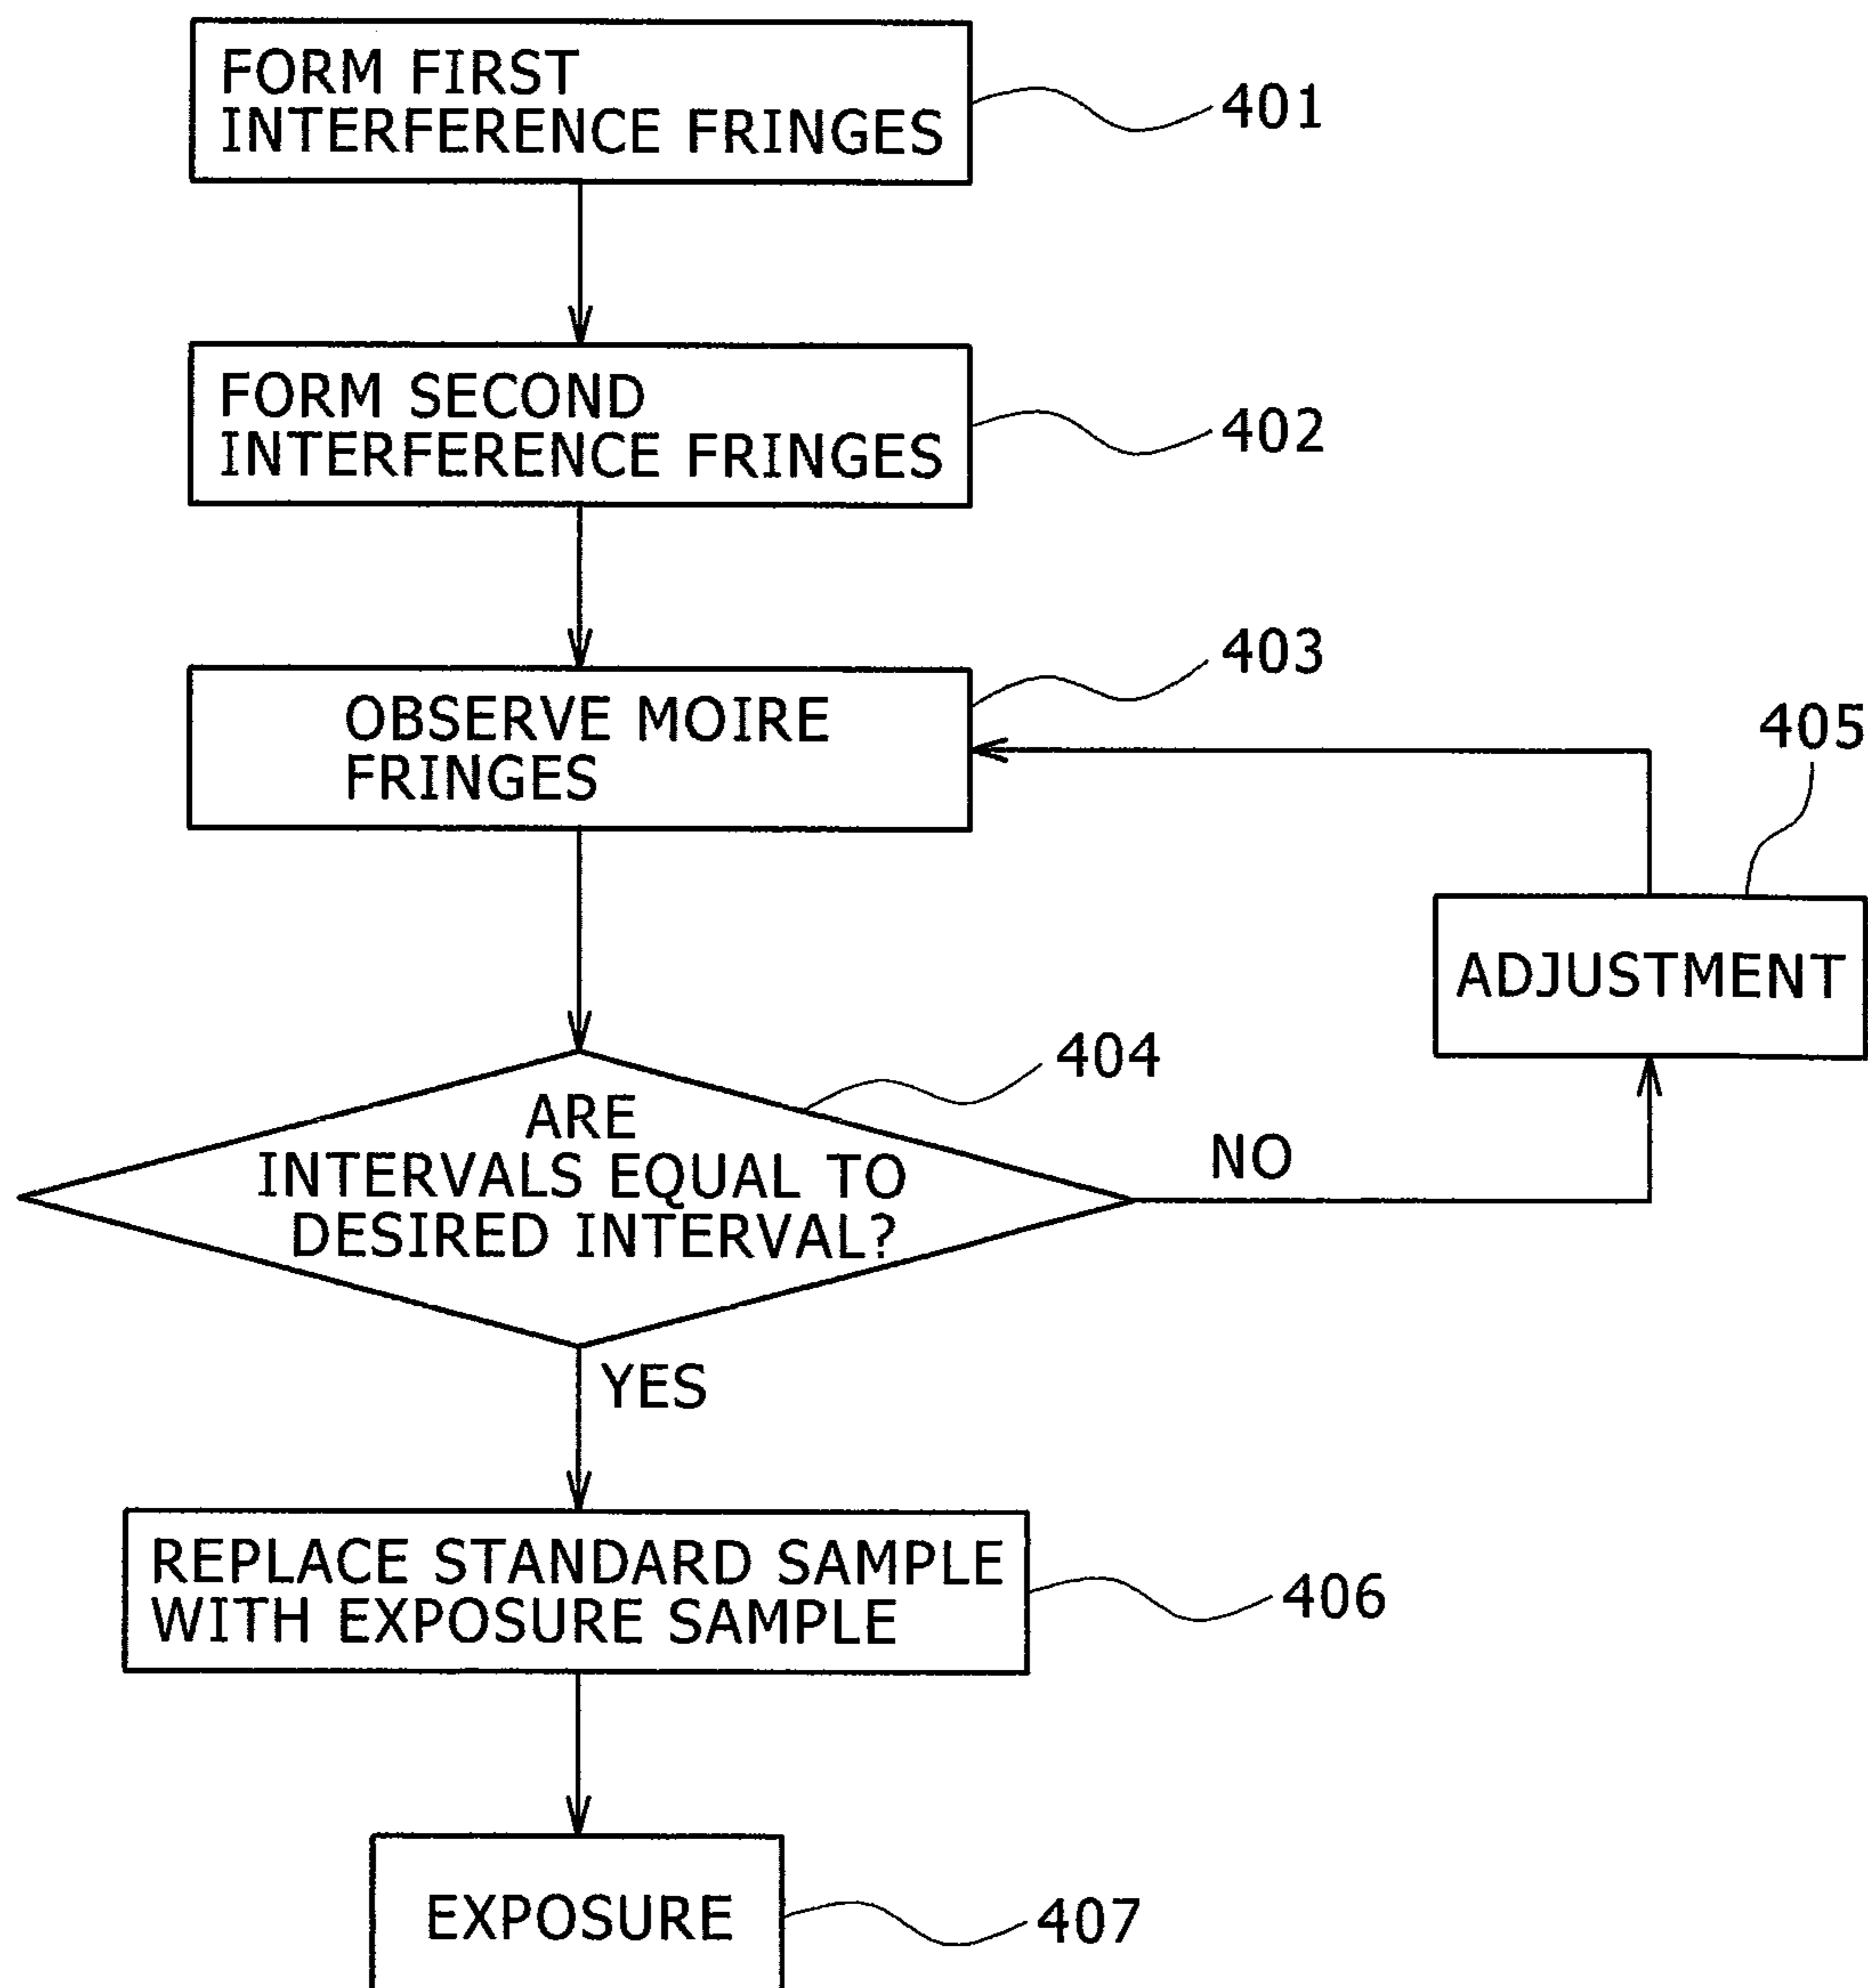 FORM FIRST
INTERFERENCE FRINGES
401
FORM SECOND
INTERFERENCE FRINGES
402
OBSERVE MOIRE
FRINGES
403
405
ADJUSTMENT
404
ARE
INTERVALS EQUAL TO
DESIRED INTERVAL?
NO
YES
REPLACE STANDARD SAMPLE
WITH EXPOSURE SAMPLE
406
EXPOSURE
407